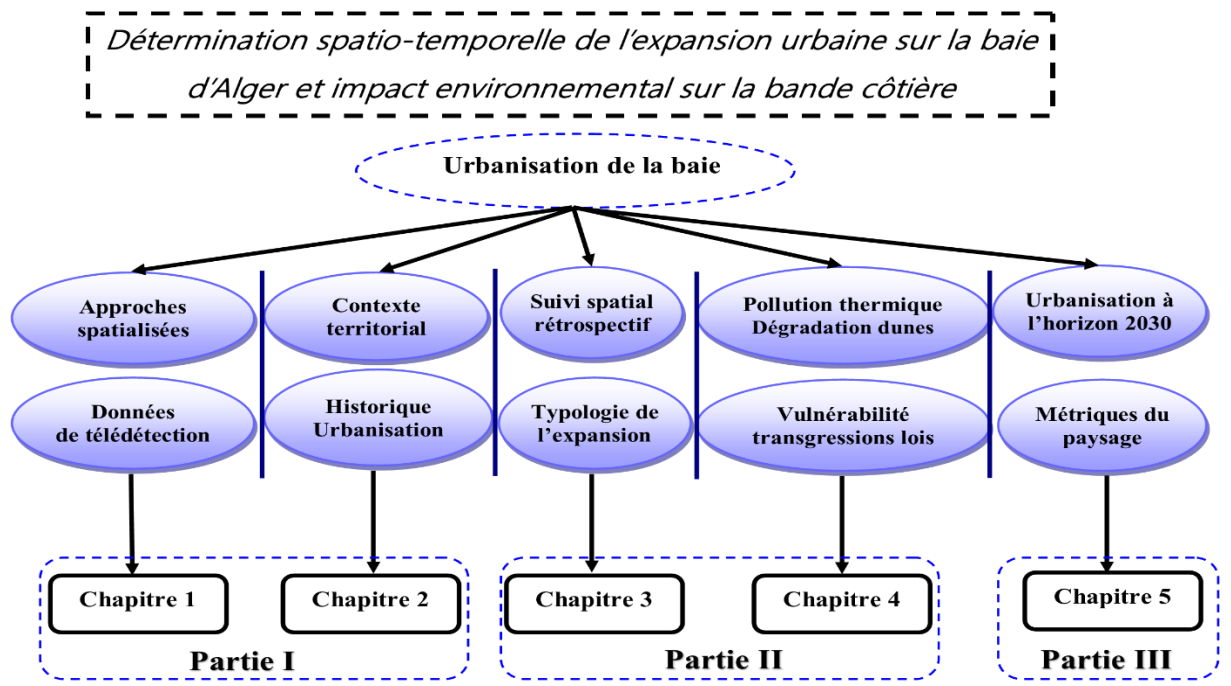 Détermination spatio-temporelle de l'expansion urbaine sur la baie
d'Alger et impact environnemental sur la bande côtière
Urbanisation de la baie
Approches
spatialisées
Contexte
territorial
Suivi spatial
rétrospectif
Pollution thermique
Dégradation dunes
Urbanisation à
l'horizon 2030
Données
de télédétection
Historique
Urbanisation
Typologie de
l'expansion
Vulnérabilité
transgressions lois
Métriques du
paysage
Chapitre 1
Chapitre 2
Chapitre 3
Chapitre 4
Chapitre 5
Partie I
Partie II
Partie III